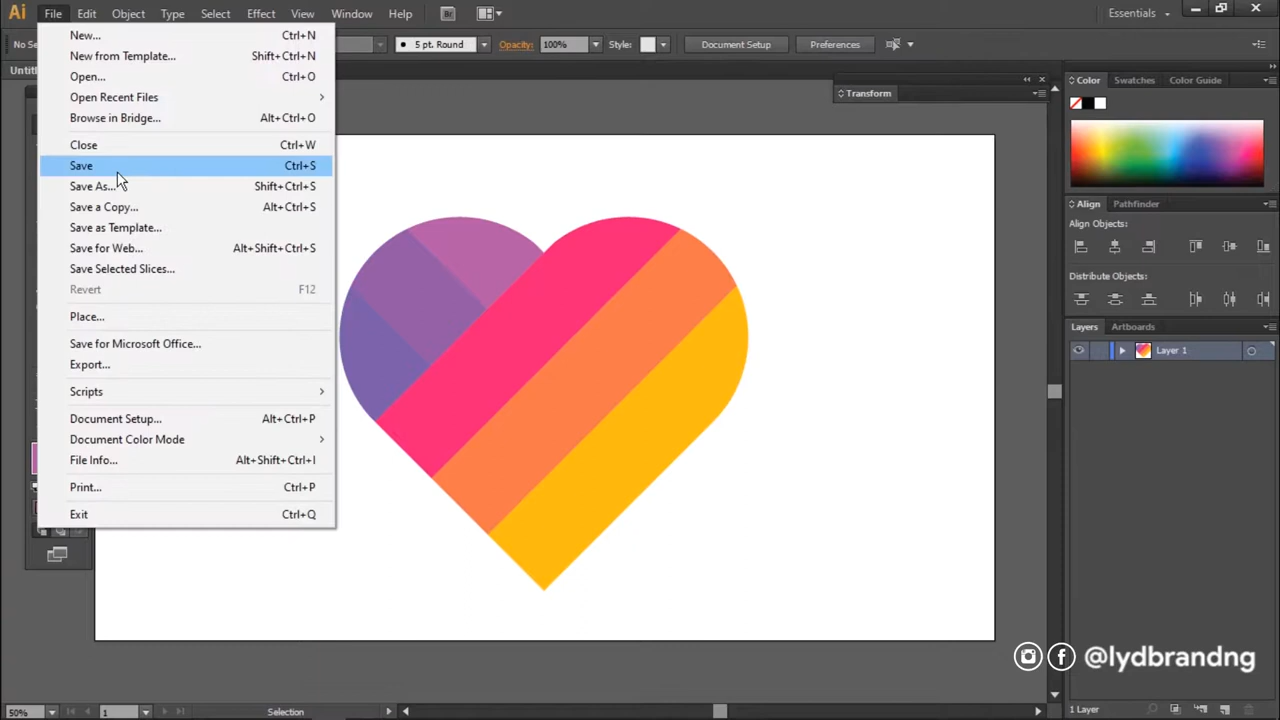 Ai File Edit Object Type Select Effect View Window Help Br Essentials
No Se 5 pt. Round Opacity: 100% Style: Document Setup Preferences
New... Ctrl+N
New from Template... Shift+Ctrl+N
Open... Ctrl+O
Open Recent Files
Browse in Bridge... Alt+Ctrl+O
Close Ctrl+W
Save Ctrl+S
Save As... Shift+Ctrl+S
Save a Copy... Alt+Ctrl+S
Save as Template...
Save for Web... Alt+Shift+Ctrl+S
Save Selected Slices...
Revert F12
Place...
Save for Microsoft Office...
Export...
Scripts
Document Setup... Alt+Ctrl+P
Document Color Mode
File Info... Alt+Shift+Ctrl+I
Print... Ctrl+P
Exit Ctrl+Q
Transform
Color Swatches Color Guide
Align Pathfinder
Align Objects:
Distribute Objects:
Layers Artboards
Layer 1
@lydbrandng
50% 1 Selection 1 Layer